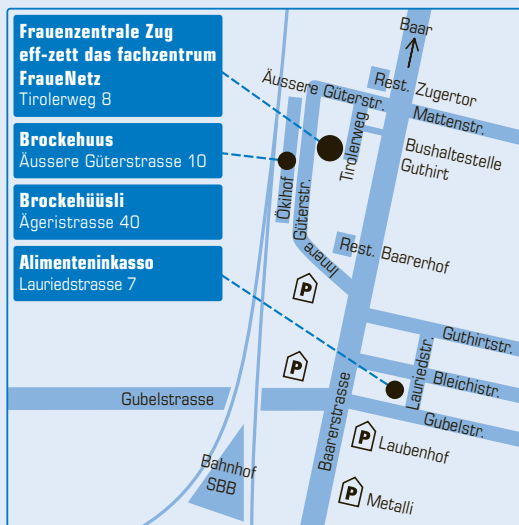 Frauenzentrale Zug
eff-zett das fachzentrum
FraueNetz
Tirolerweg 8
Brockehuus
Äussere Güterstrasse 10
Brockehüüsli
Ägeristrasse 40
Alimenteninkasso
Lauriedstrasse 7
Baar
Rest. Zugertor
Äussere Güterstr.
Mattenstr.
Tirolerweg
Bushaltestelle
Guthirt
Ökihof
Güterstr.
Innere
Rest. Baarerhof
P
Guthirtstr.
P
Lauriedstr.
Bleichistr.
Gubelstrasse
Gubelstr.
Baarerstrasse
P
Laubenhof
Bahnhof
SBB
P
Metalli